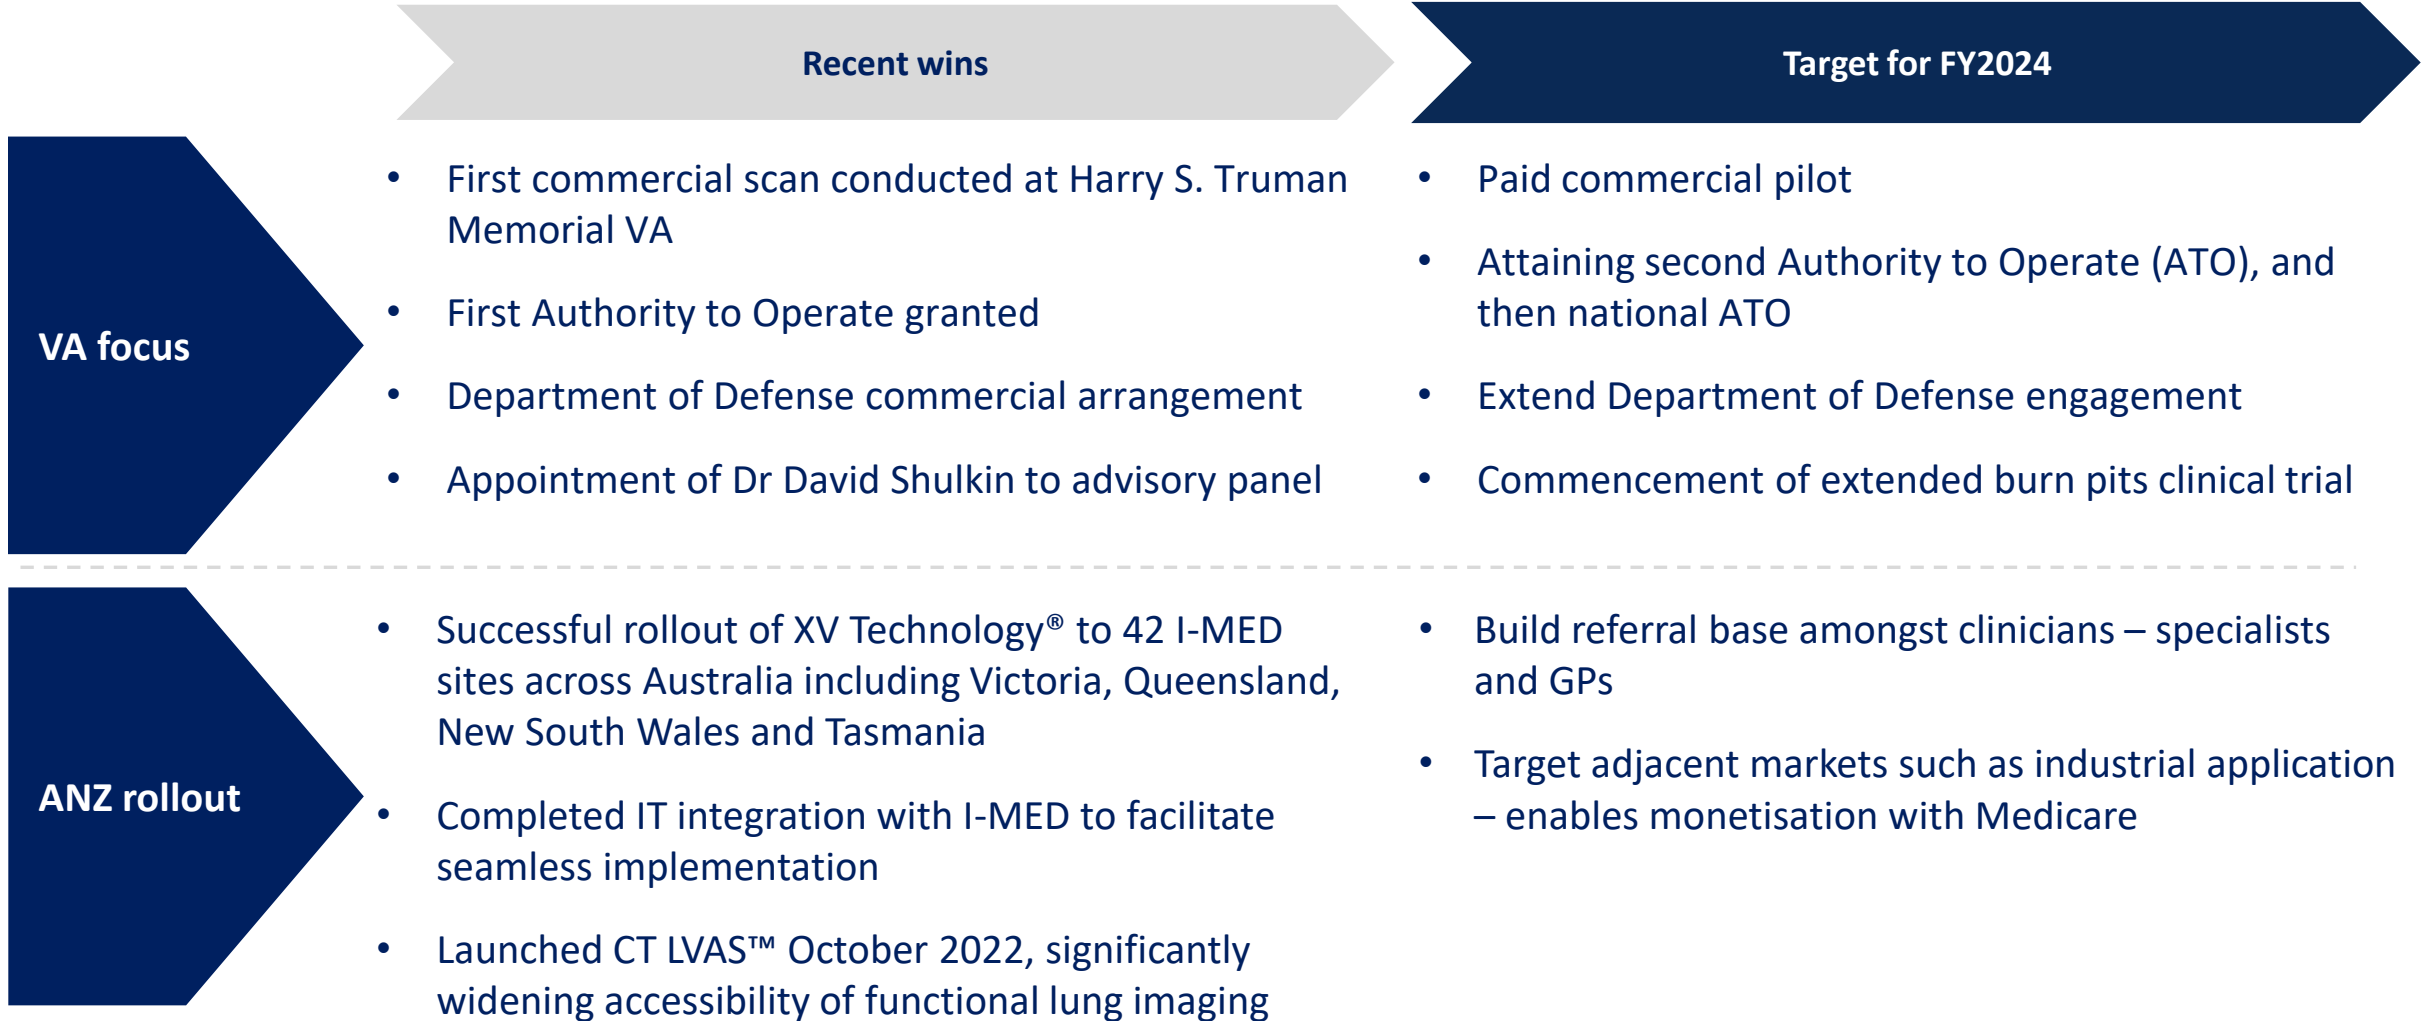 Recent wins
Target for FY2024
VA focus
• First commercial scan conducted at Harry S. Truman
Memorial VA
• First Authority to Operate granted
• Department of Defense commercial arrangement
• Appointment of Dr David Shulkin to advisory panel
• Paid commercial pilot
• Attaining second Authority to Operate (ATO), and
then national ATO
• Extend Department of Defense engagement
• Commencement of extended burn pits clinical trial
ANZ rollout
• Successful rollout of XV Technology® to 42 I-MED
sites across Australia including Victoria, Queensland,
New South Wales and Tasmania
• Completed IT integration with I-MED to facilitate
seamless implementation
• Launched CT LVAS™ October 2022, significantly
widening accessibility of functional lung imaging
• Build referral base amongst clinicians – specialists
and GPs
• Target adjacent markets such as industrial application
– enables monetisation with Medicare